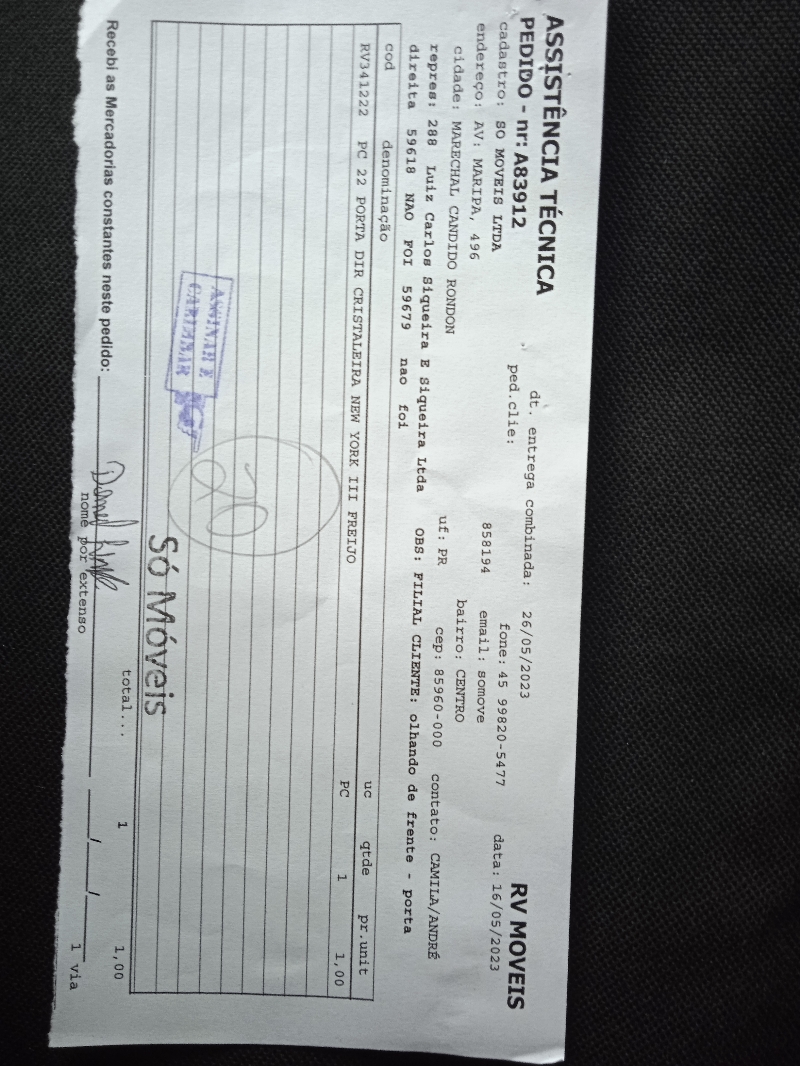 ASSISTÊNCIA TÉCNICA
RV MOVEIS
PEDIDO - nr: A83912
dt. entrega combinada: 26/05/2023
data: 16/05/2023
cadastro: SO MOVEIS LTDA
ped.clie:
fone: 45 99820-5477
endereço: AV: MARIPA, 496
858194 email: somove
cidade: MARECHAL CANDIDO RONDON
bairro: CENTRO
uf: PR cep: 85960-000 contato: CAMILA/ANDRÉ
repres: 288 Luiz Carlos Siqueira E Siqueira Ltda OBS: FILIAL CLIENTE: olhando de frente - porta
direita 59618 NAO FOI 59679 nao foi
cod denominação uc qtde pr.unit
RV341222 PC 22 PORTA DIR CRISTALEIRA NEW YORK III FREIJO PC 1 1,00
ASSINAR E
CARIMBAR
20
Só Móveis
total... 1 1,00
Recebi as Mercadorias constantes neste pedido: / /
nome por extenso
1 via